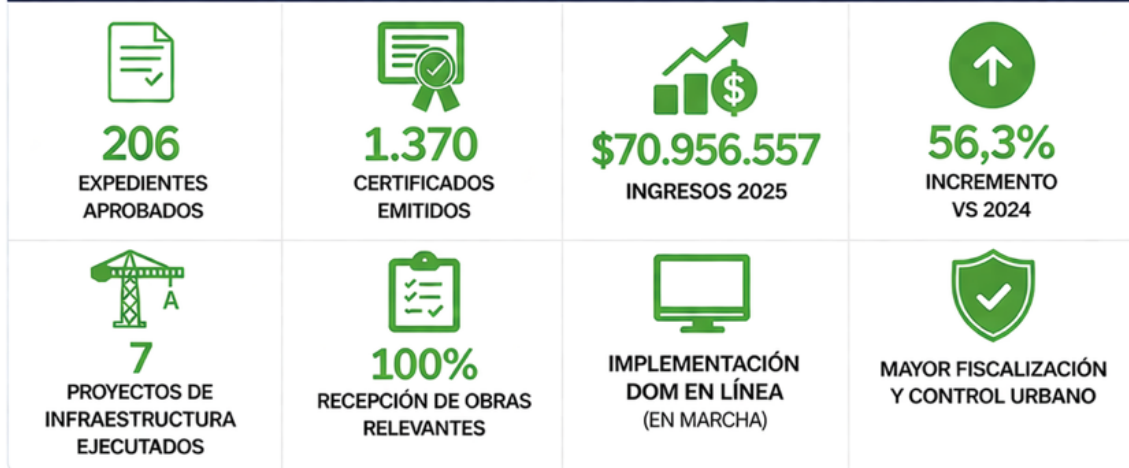 206
EXPEDIENTES
APROBADOS
1.370
CERTIFICADOS
EMITIDOS
$
$70.956.557
INGRESOS 2025
56,3%
INCREMENTO
VS 2024
A
7
PROYECTOS DE
INFRAESTRUCTURA
EJECUTADOS
100%
RECEPCIÓN DE OBRAS
RELEVANTES
IMPLEMENTACIÓN
DOM EN LÍNEA
(EN MARCHA)
MAYOR FISCALIZACIÓN
Y CONTROL URBANO